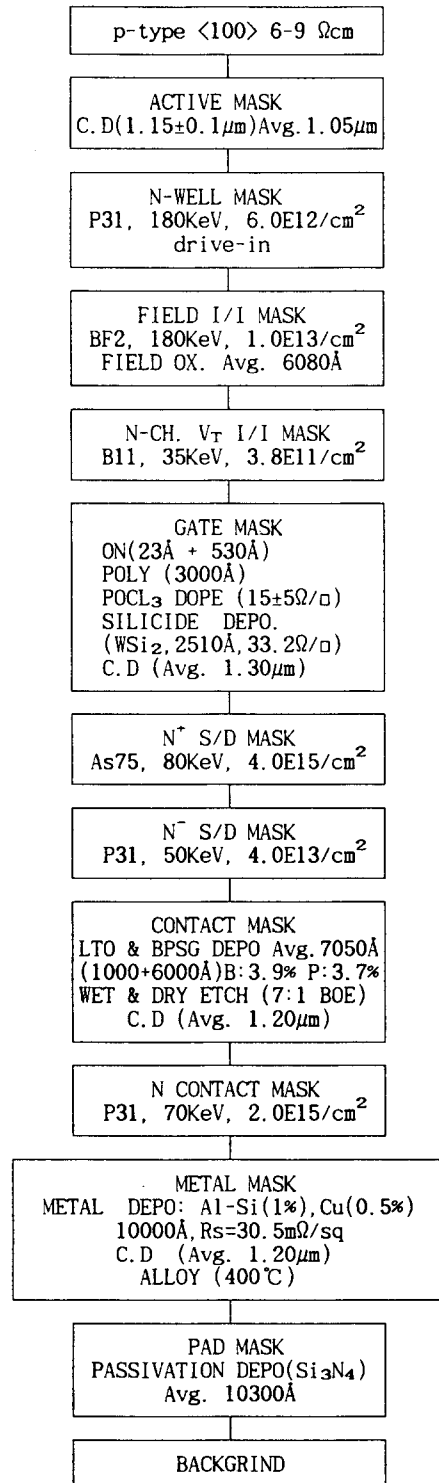 p-type <100> 6-9 Ωcm
ACTIVE MASK
C.D(1.15±0.1μm)Avg.1.05μm
N-WELL MASK
P31, 180KeV, 6.0E12/cm²
drive-in
FIELD I/I MASK
BF2, 180KeV, 1.0E13/cm²
FIELD OX. Avg. 6080Å
N-CH. V_T I/I MASK
B11, 35KeV, 3.8E11/cm²
GATE MASK
ON(23Å + 530Å)
POLY (3000Å)
POCL₃ DOPE (15±5Ω/□)
SILICIDE DEPO.
(WSi₂,2510Å,33.2Ω/□)
C.D (Avg. 1.30μm)
N⁺ S/D MASK
As75, 80KeV, 4.0E15/cm²
N⁻ S/D MASK
P31, 50KeV, 4.0E13/cm²
CONTACT MASK
LTO & BPSG DEPO Avg.7050Å
(1000+6000Å)B:3.9% P:3.7%
WET & DRY ETCH (7:1 BOE)
C.D (Avg. 1.20μm)
N CONTACT MASK
P31, 70KeV, 2.0E15/cm²
METAL MASK
METAL DEPO: Al-Si(1%),Cu(0.5%)
10000Å,Rs=30.5mΩ/sq
C.D (Avg. 1.20μm)
ALLOY (400℃)
PAD MASK
PASSIVATION DEPO(Si₃N₄)
Avg. 10300Å
BACKGRIND